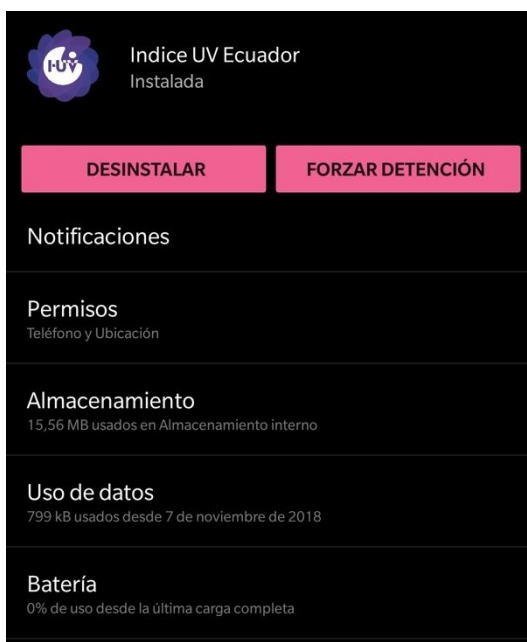 I-UV
Indice UV Ecuador
Instalada
DESINSTALAR
FORZAR DETENCIÓN
Notificaciones
Permisos
Teléfono y Ubicación
Almacenamiento
15,56 MB usados en Almacenamiento interno
Uso de datos
799 kB usados desde 7 de noviembre de 2018
Batería
0% de uso desde la última carga completa